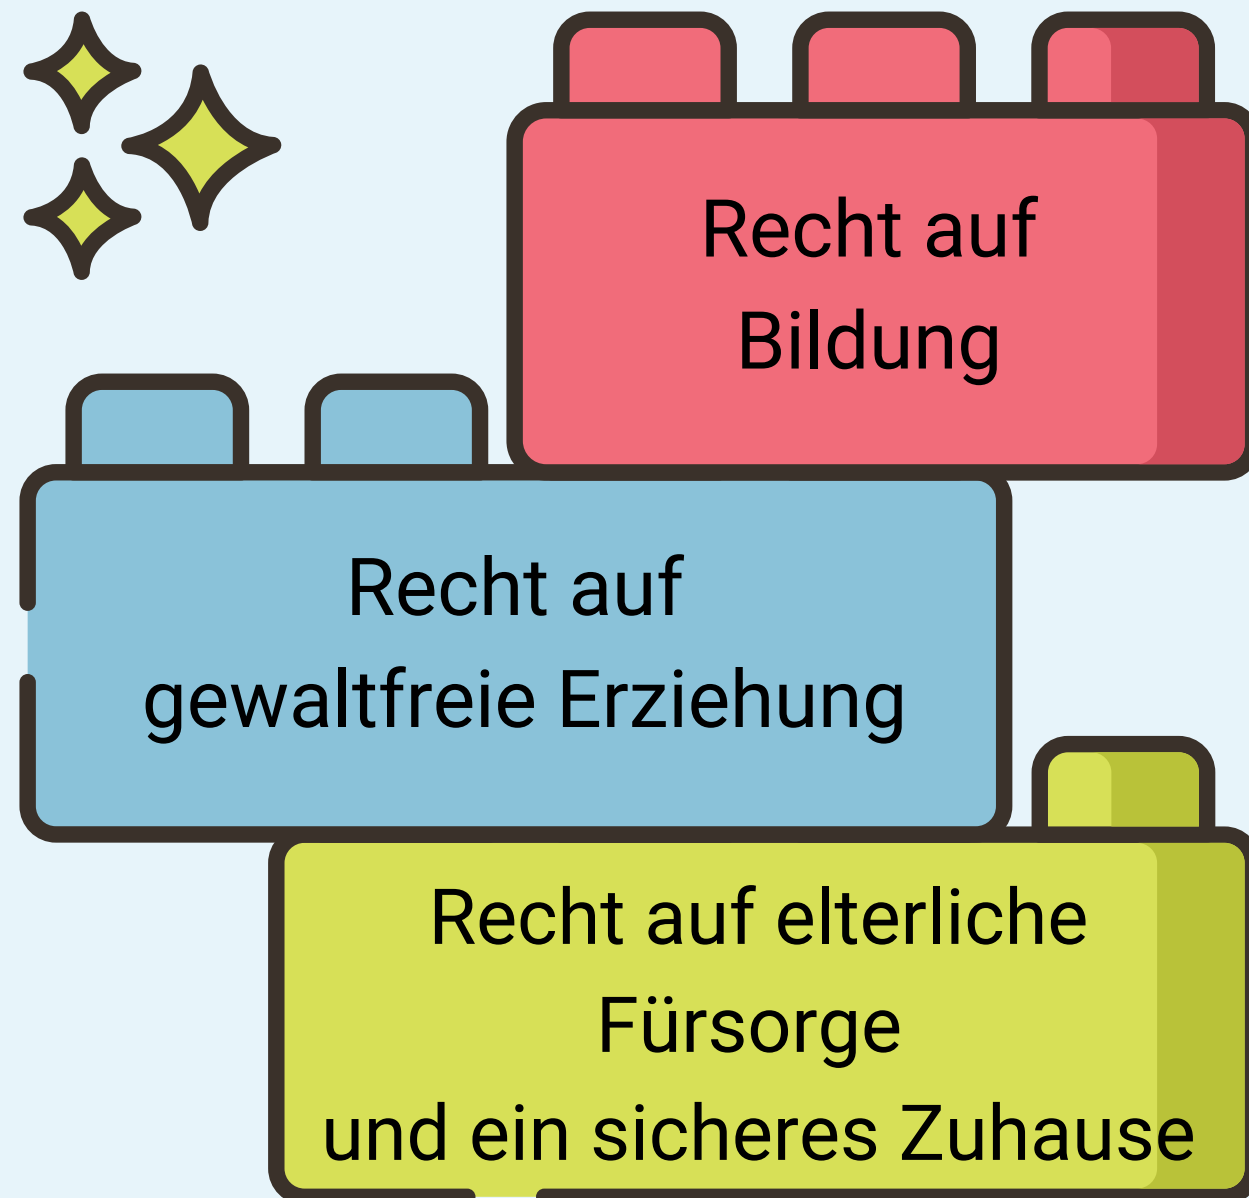 Recht auf
Bildung
Recht auf
gewaltfreie Erziehung
Recht auf elterliche
Fürsorge
und ein sicheres Zuhause